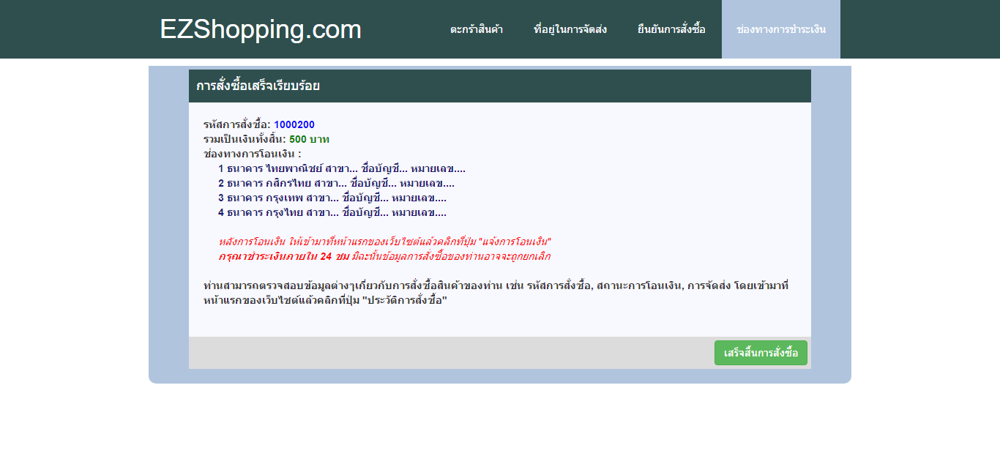 EZShopping.com
ตะกร้าสินค้า
ที่อยู่ในการจัดส่ง
ยืนยันการสั่งซื้อ
ช่องทางการชำระเงิน
การสั่งซื้อเสร็จเรียบร้อย
รหัสการสั่งซื้อ: 1000200
รวมเป็นเงินทั้งสิ้น: 500 บาท
ช่องทางการโอนเงิน :
1 ธนาคาร ไทยพาณิชย์ สาขา... ชื่อบัญชี... หมายเลข....
2 ธนาคาร กสิกรไทย สาขา... ชื่อบัญชี... หมายเลข....
3 ธนาคาร กรุงเทพ สาขา... ชื่อบัญชี... หมายเลข....
4 ธนาคาร กรุงไทย สาขา... ชื่อบัญชี... หมายเลข....
หลังการโอนเงิน ให้เข้ามาที่หน้าแรกของเว็บไซต์แล้วคลิกที่ปุ่ม "แจ้งการโอนเงิน"
กรุณาชำระเงินภายใน 24 ชม มิฉะนั้นข้อมูลการสั่งซื้อของท่านอาจจะถูกยกเลิก
ท่านสามารถตรวจสอบข้อมูลต่างๆเกี่ยวกับการสั่งซื้อสินค้าของท่าน เช่น รหัสการสั่งซื้อ, สถานะการโอนเงิน, การจัดส่ง โดยเข้ามาที่
หน้าแรกของเว็บไซต์แล้วคลิกที่ปุ่ม "ประวัติการสั่งซื้อ"
เสร็จสิ้นการสั่งซื้อ